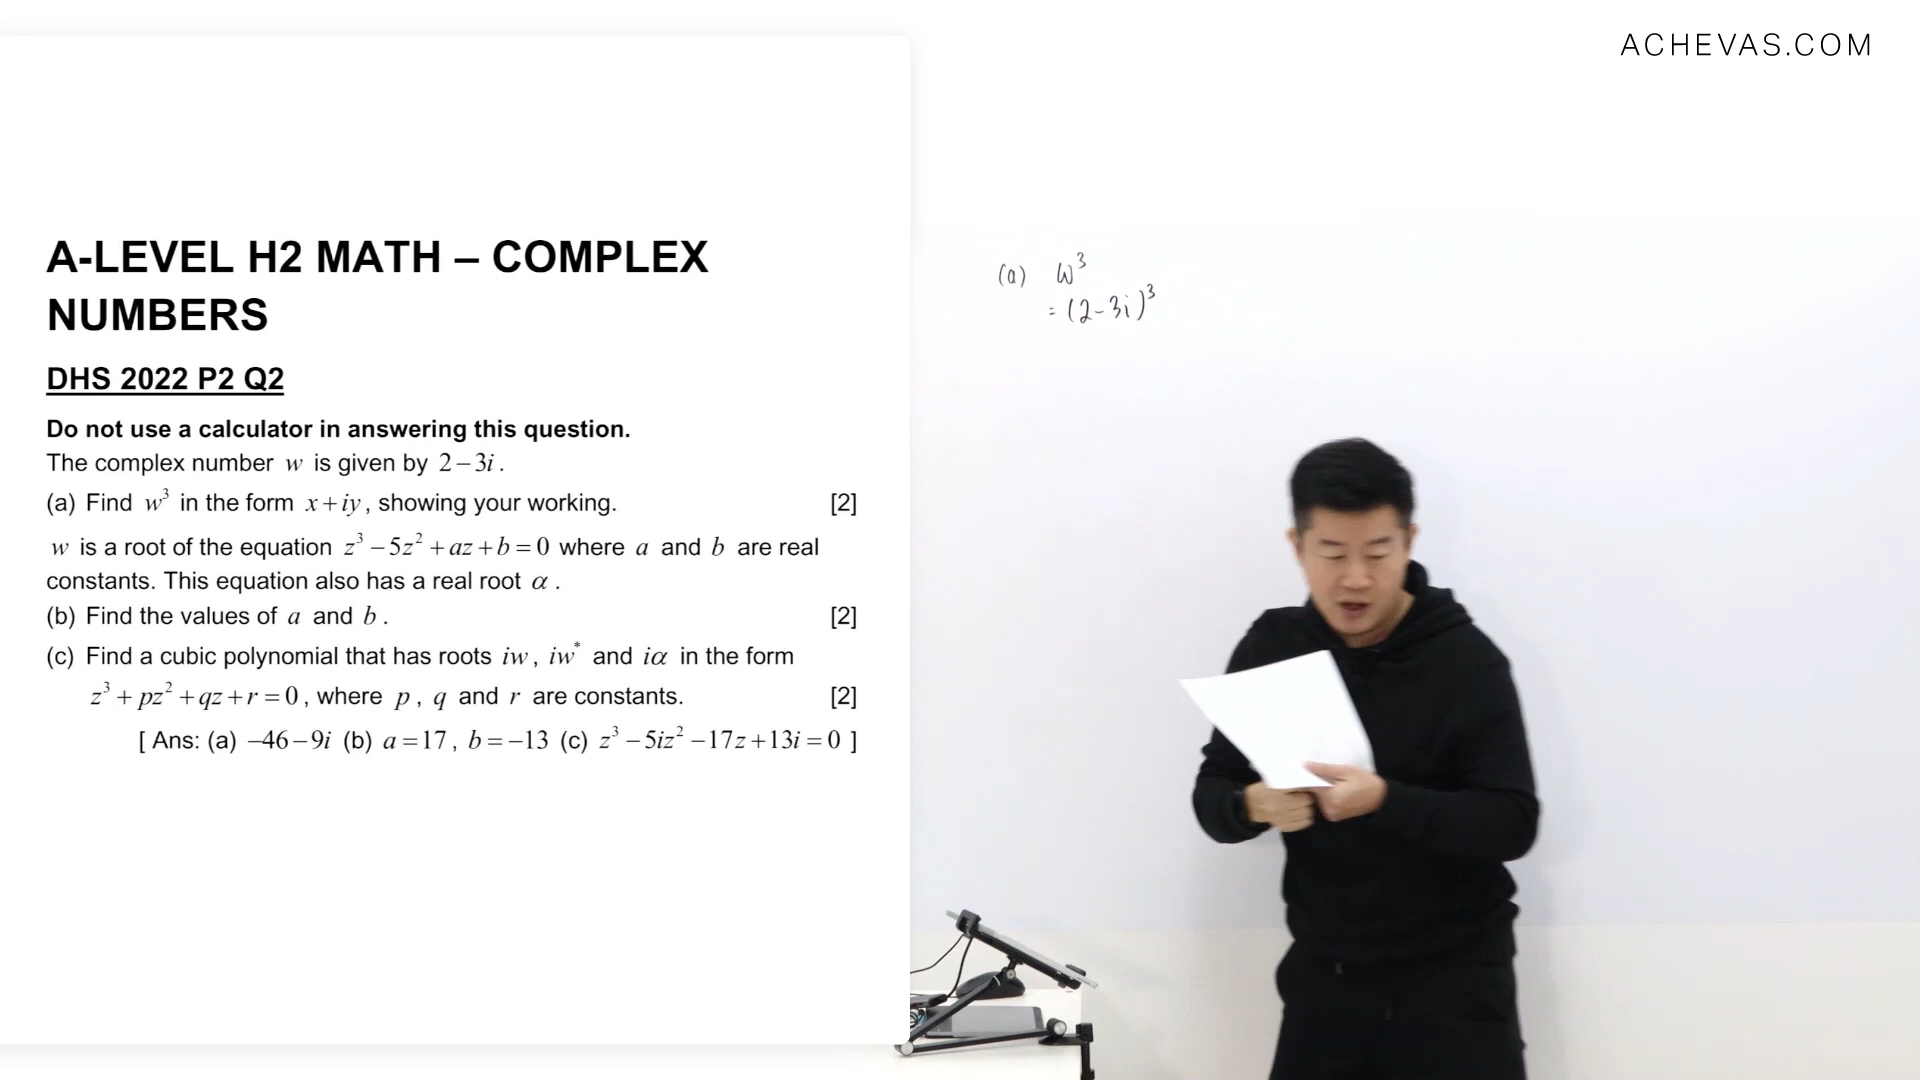 ACHEVAS.COM
A-LEVEL H2 MATH – COMPLEX
NUMBERS
DHS 2022 P2 Q2
Do not use a calculator in answering this question.
The complex number w is given by 2−3i.
(a) Find w³ in the form x+iy, showing your working. [2]
w is a root of the equation z³−5z²+az+b=0 where a and b are real
constants. This equation also has a real root α.
(b) Find the values of a and b. [2]
(c) Find a cubic polynomial that has roots iw, iw* and iα in the form
z³+pz²+qz+r=0, where p, q and r are constants. [2]
[ Ans: (a) −46−9i (b) a=17, b=−13 (c) z³−5iz²−17z+13i=0 ]
(a) w³
= (2-3i)³